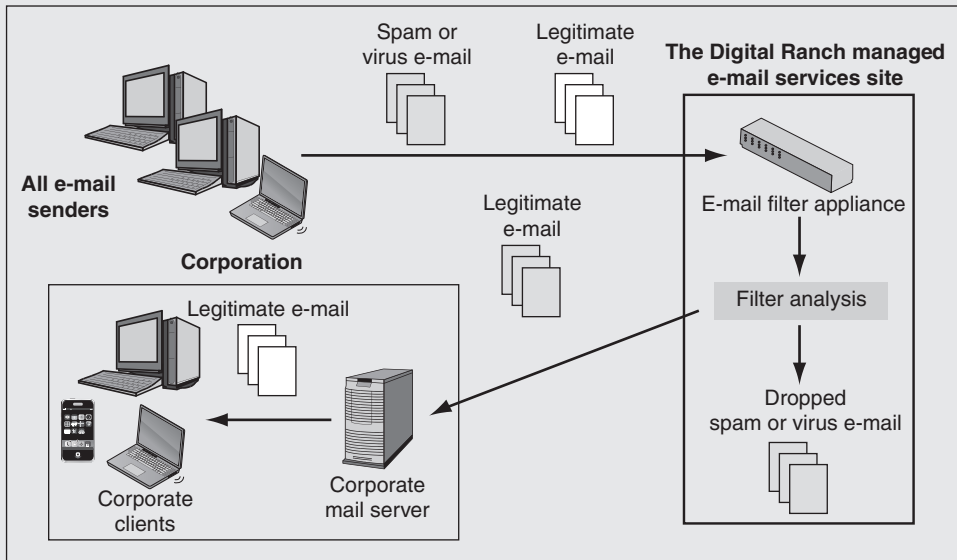 Spam or
virus e-mail
Legitimate
e-mail
The Digital Ranch managed
e-mail services site
All e-mail
senders
E-mail filter appliance
Legitimate
e-mail
Corporation
Filter analysis
Legitimate e-mail
Dropped
spam or virus e-mail
Corporate
clients
Corporate
mail server